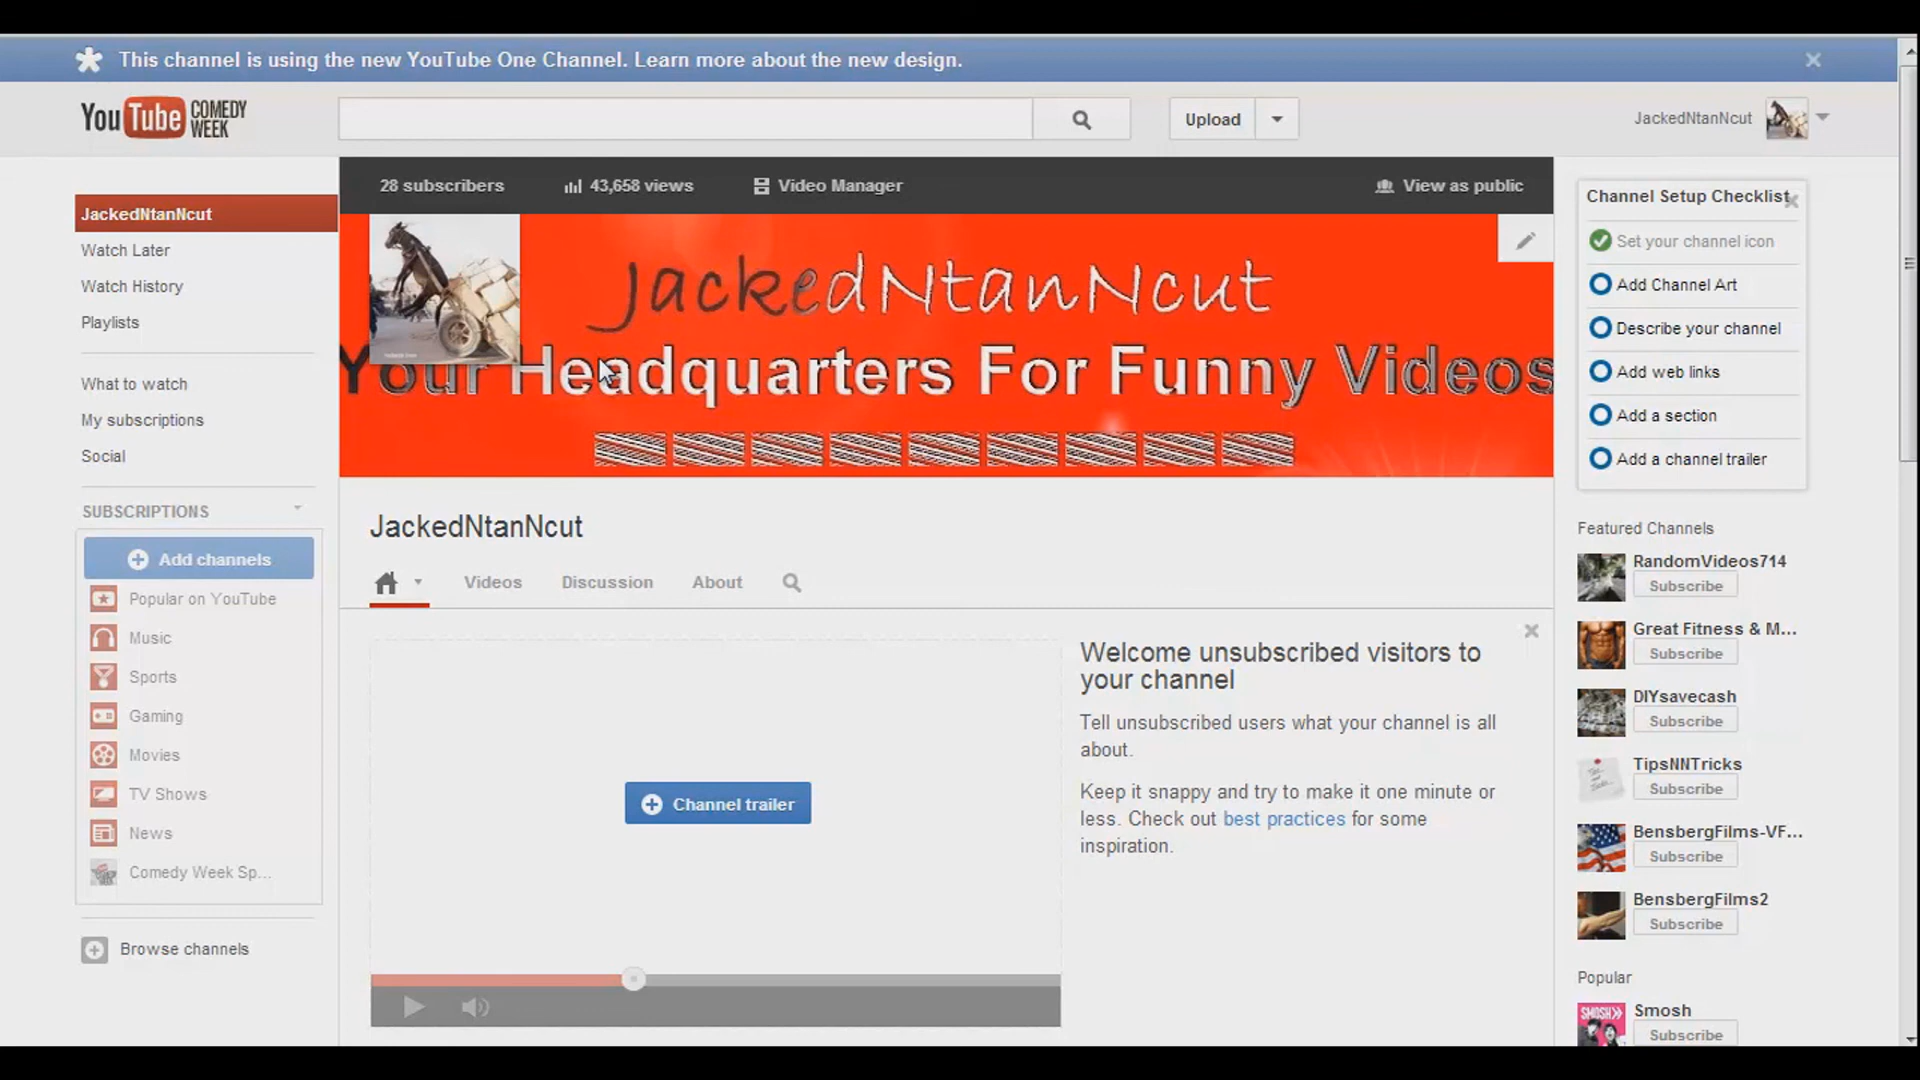 This channel is using the new YouTube One Channel. Learn more about the new design.
YouTube COMEDY WEEK
Upload
JackedNtanNcut
JackedNtanNcut
Watch Later
Watch History
Playlists
What to watch
My subscriptions
Social
SUBSCRIPTIONS
Add channels
Popular on YouTube
Music
Sports
Gaming
Movies
TV Shows
News
Comedy Week Sp...
Browse channels
28 subscribers
43,658 views
Video Manager
View as public
JackedNtanNcut
Your Headquarters For Funny Videos
JackedNtanNcut
Videos
Discussion
About
Channel trailer
Welcome unsubscribed visitors to
your channel
Tell unsubscribed users what your channel is all
about.
Keep it snappy and try to make it one minute or
less. Check out best practices for some
inspiration.
Channel Setup Checklist
Set your channel icon
Add Channel Art
Describe your channel
Add web links
Add a section
Add a channel trailer
Featured Channels
RandomVideos714
Subscribe
Great Fitness & M...
Subscribe
DIYsavecash
Subscribe
TipsNNTricks
Subscribe
BensbergFilms-VF...
Subscribe
BensbergFilms2
Subscribe
Popular
SMOSH
Smosh
Subscribe